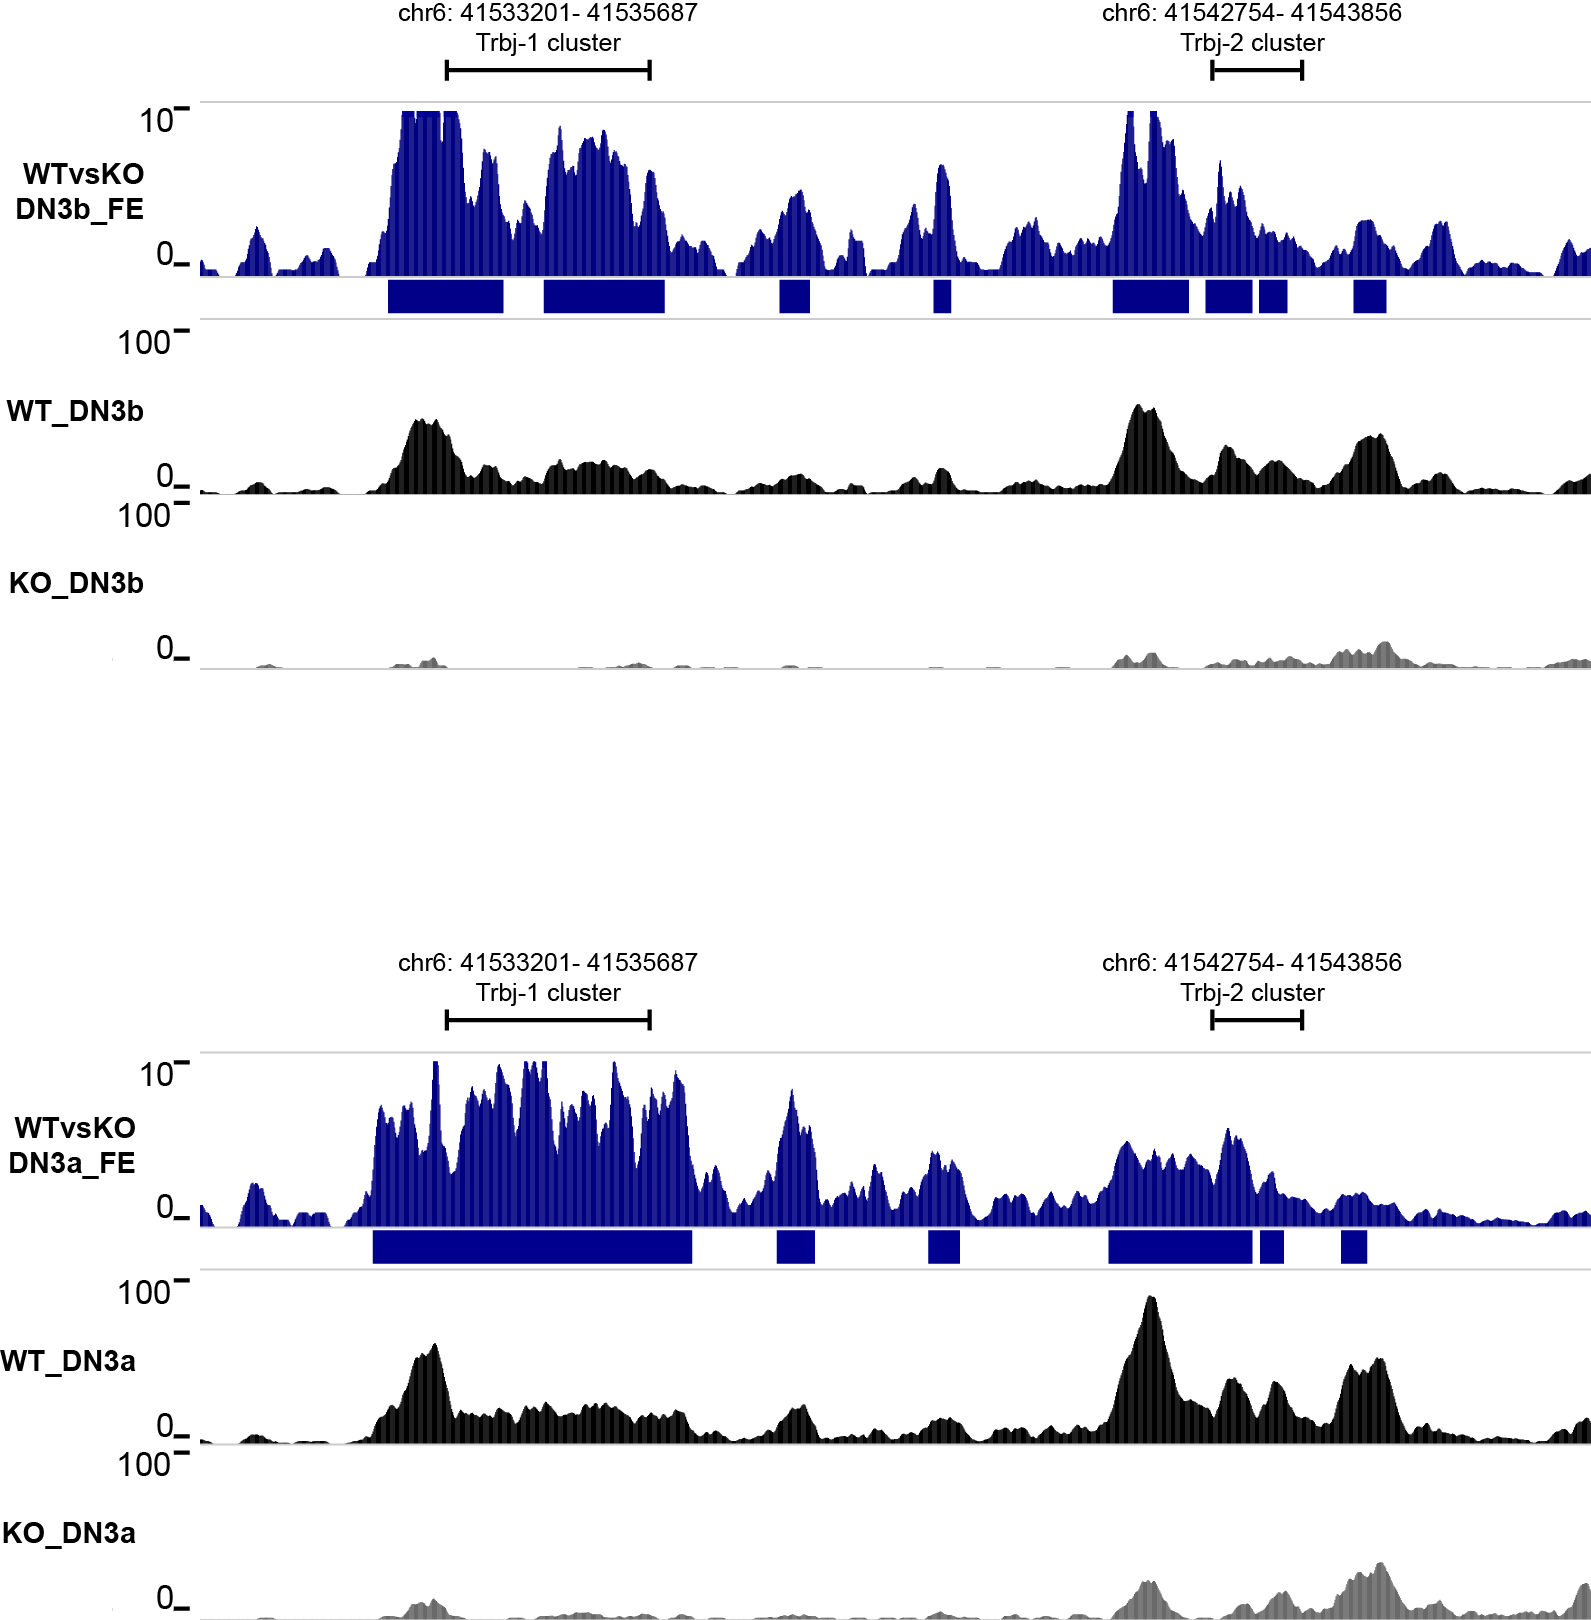 chr6: 41533201- 41535687
Trbj-1 cluster
chr6: 41542754- 41543856
Trbj-2 cluster
10
WTvsKO
DN3b_FE
0
100
WT_DN3b
0
100
KO_DN3b
0
chr6: 41533201- 41535687
Trbj-1 cluster
chr6: 41542754- 41543856
Trbj-2 cluster
10
WTvsKO
DN3a_FE
0
100
WT_DN3a
0
100
KO_DN3a
0